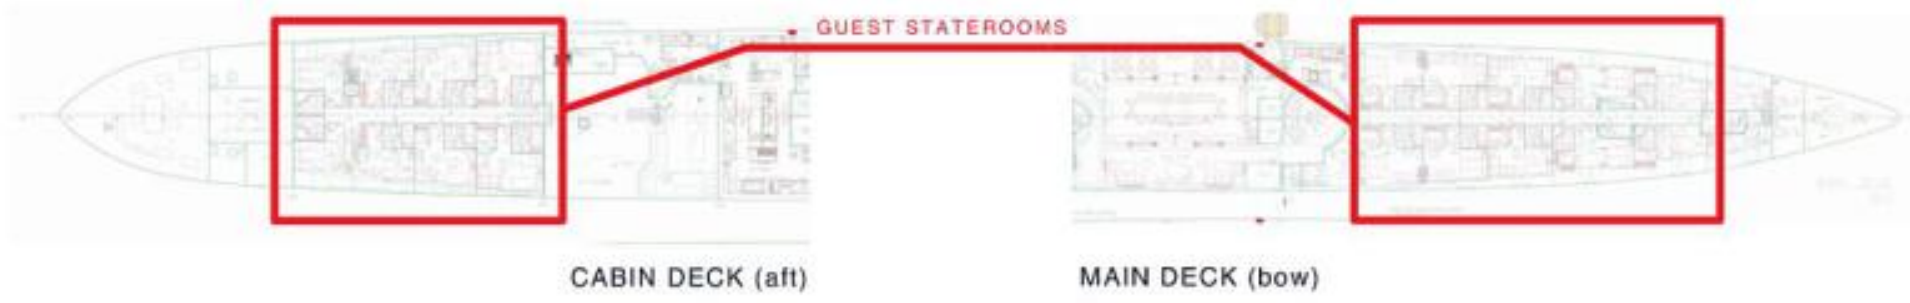 GUEST STATEROOMS
CABIN DECK (aft)
MAIN DECK (bow)